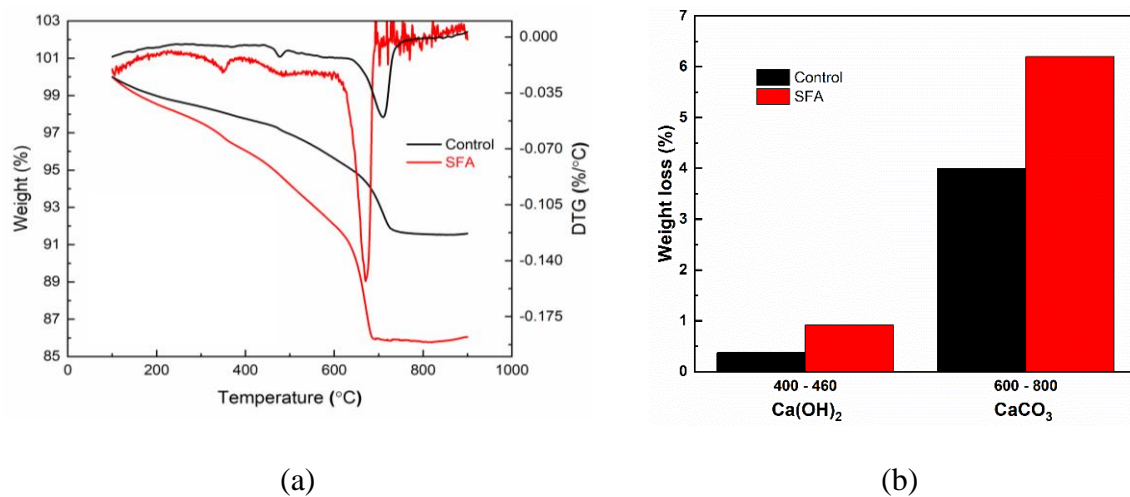 103
101
99
97
95
93
91
89
87
85
Weight (%)
0
200
400
600
800
1000
Temperature (°C)
0.000
-0.035
-0.070
-0.105
-0.140
-0.175
DTG (%/°C)
Control
SFA
(a)
7
6
5
4
3
2
1
0
Weight loss (%)
Control
SFA
400 - 460
600 - 800
Ca(OH)₂
CaCO₃
(b)